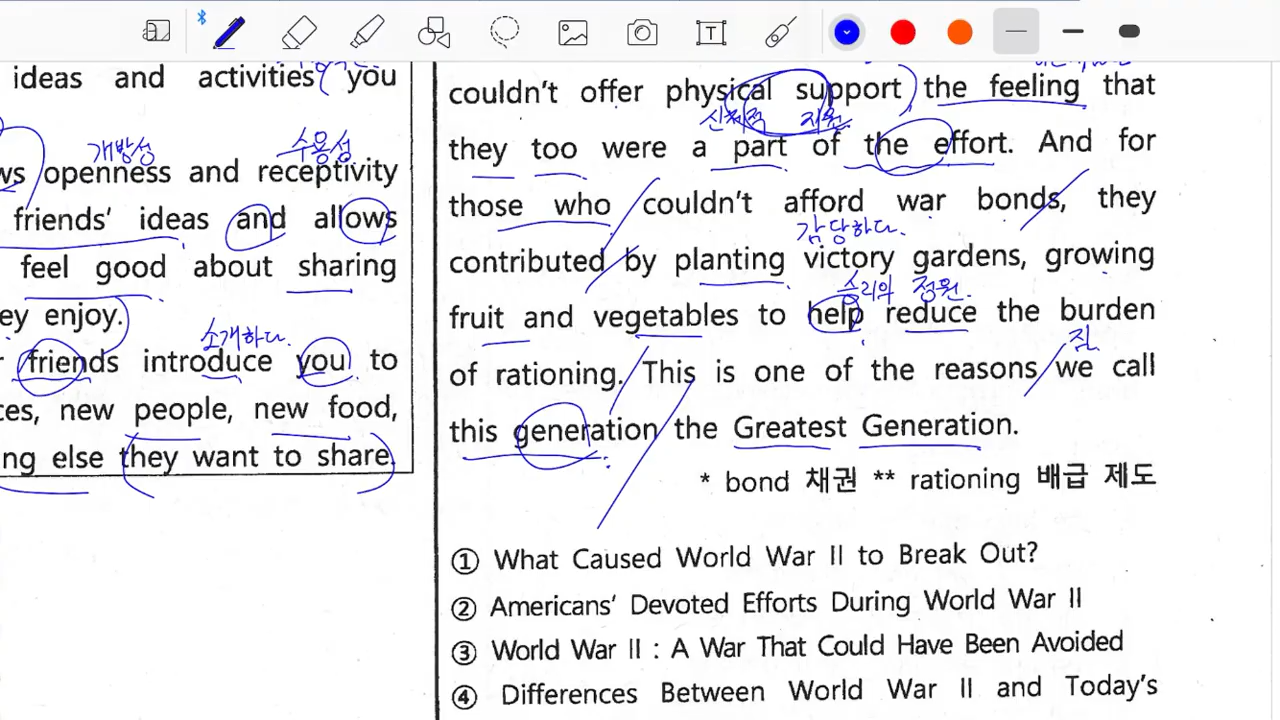 ideas and activities you
개방성 수용성
ws openness and receptivity
friends' ideas and allows
feel good about sharing
ey enjoy.
소개하다.
friends introduce you to
ces, new people, new food,
ng else they want to share.
couldn't offer physical support the feeling that
신체적 지원
they too were a part of the effort. And for
those who couldn't afford war bonds, they
감당하다.
contributed by planting victory gardens, growing
승리의 정원.
fruit and vegetables to help reduce the burden
짐
of rationing. This is one of the reasons we call
this generation the Greatest Generation.
* bond 채권 ** rationing 배급 제도
① What Caused World War II to Break Out?
② Americans' Devoted Efforts During World War II
③ World War II : A War That Could Have Been Avoided
④ Differences Between World War II and Today's